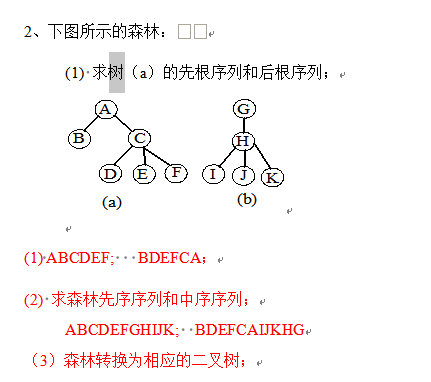 2、下图所示的森林：
(1) 求树（a）的先根序列和后根序列；
A
G
B
C
H
D
E
F
I
J
K
(a)
(b)
(1) ABCDEF; BDEFCA；
(2) 求森林先序序列和中序序列；
ABCDEFGHIJK; BDEFCAIJKHG
（3）森林转换为相应的二叉树；